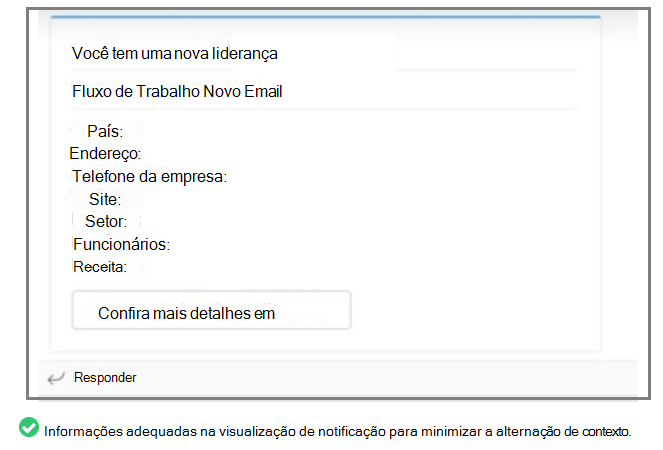 Você tem uma nova liderança
Fluxo de Trabalho Novo Email
País:
Endereço:
Telefone da empresa:
Site:
Setor:
Funcionários:
Receita:
Confira mais detalhes em
Responder
Informações adequadas na visualização de notificação para minimizar a alternação de contexto.